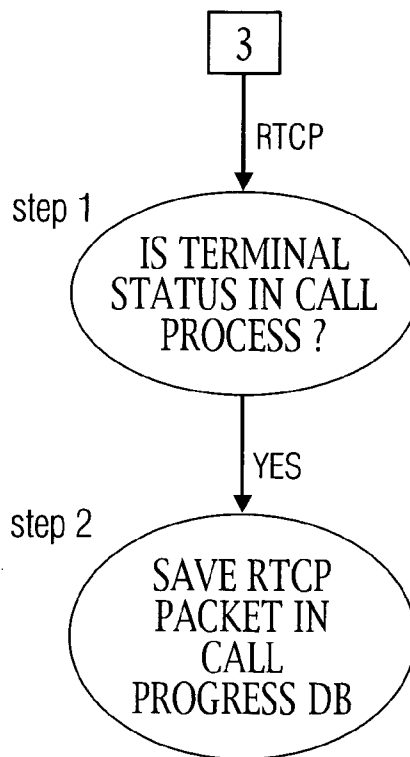 3
RTCP
step 1
IS TERMINAL
STATUS IN CALL
PROCESS ?
YES
step 2
SAVE RTCP
PACKET IN
CALL
PROGRESS DB